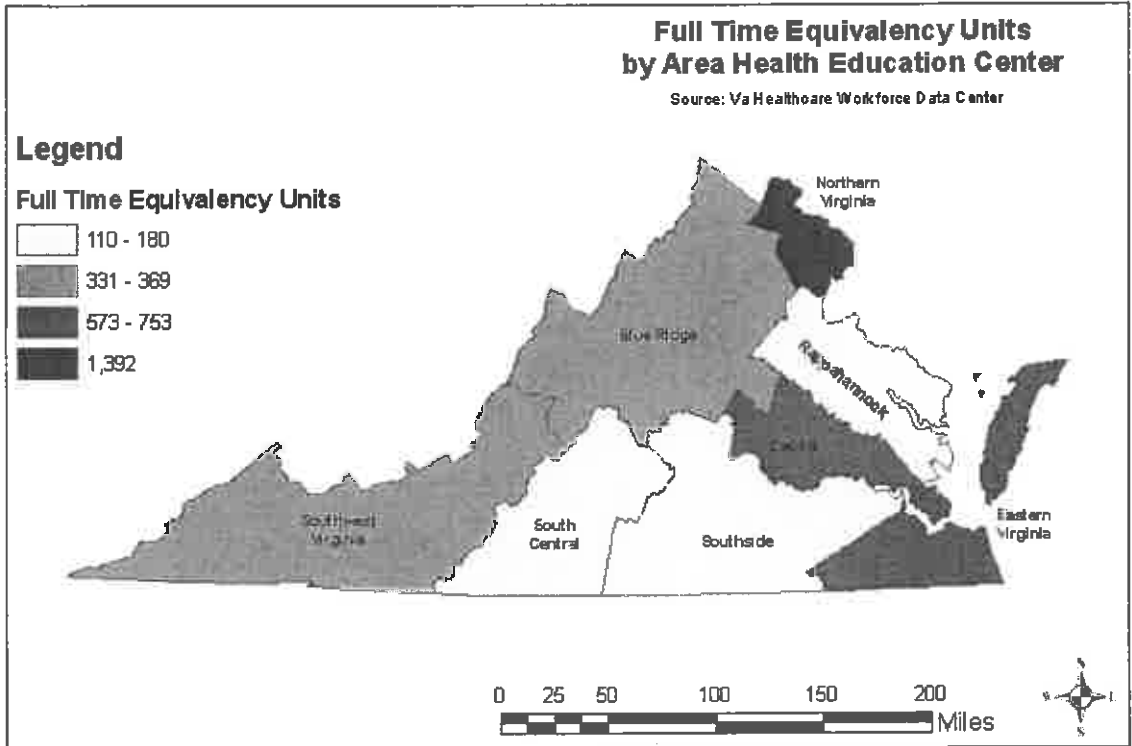 Full Time Equivalency Units
by Area Health Education Center
Source: Va Healthcare Workforce Data Center
Legend
Full Time Equivalency Units
110 - 180
331 - 369
573 - 753
1,392
Northern
Virginia
Blue Ridge
Rappahannock
Southwest
Virginia
South
Central
Southside
Eastern
Virginia
0 25 50 100 150 200
Miles